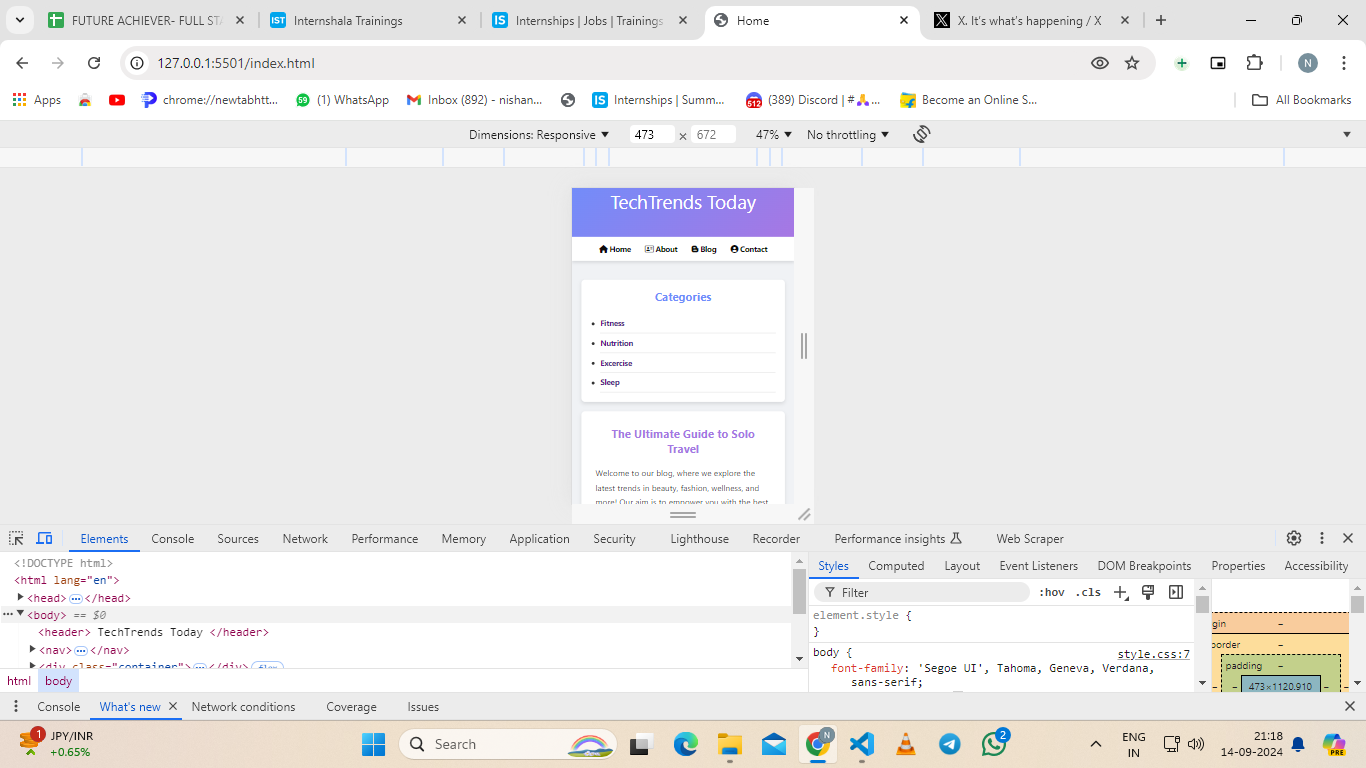 FUTURE ACHIEVER- FULL STA
Internshala Trainings
Internships | Jobs | Trainings
Home
X. It's what's happening / X
127.0.0.1:5501/index.html
N
Apps
chrome://newtabhtt...
59
(1) WhatsApp
Inbox (892) - nishan...
Internships | Summ...
512
(389) Discord | #🙏...
Become an Online S...
All Bookmarks
Dimensions: Responsive
473
×
672
47%
No throttling
TechTrends Today
Home
About
Blog
Contact
Categories
• Fitness
• Nutrition
• Excercise
• Sleep
The Ultimate Guide to Solo
Travel
Welcome to our blog, where we explore the
latest trends in beauty, fashion, wellness, and
more! Our aim is to empower you with the best
Elements
Console
Sources
Network
Performance
Memory
Application
Security
Lighthouse
Recorder
Performance insights
Web Scraper
<!DOCTYPE html>
<html lang="en">
<head>…</head>
<body> == $0
<header> TechTrends Today </header>
<nav>…</nav>
<div class="container">…</div> flex
html body
Styles
Computed
Layout
Event Listeners
DOM Breakpoints
Properties
Accessibility
Filter
:hov .cls
element.style {
}
body {
style.css:7
font-family: 'Segoe UI', Tahoma, Geneva, Verdana,
sans-serif;
gin –
border –
padding –
473×1120.910
Console
What's new
Network conditions
Coverage
Issues
1
JPY/INR
+0.65%
Search
N
2
ENG
IN
21:18
14-09-2024
PRE